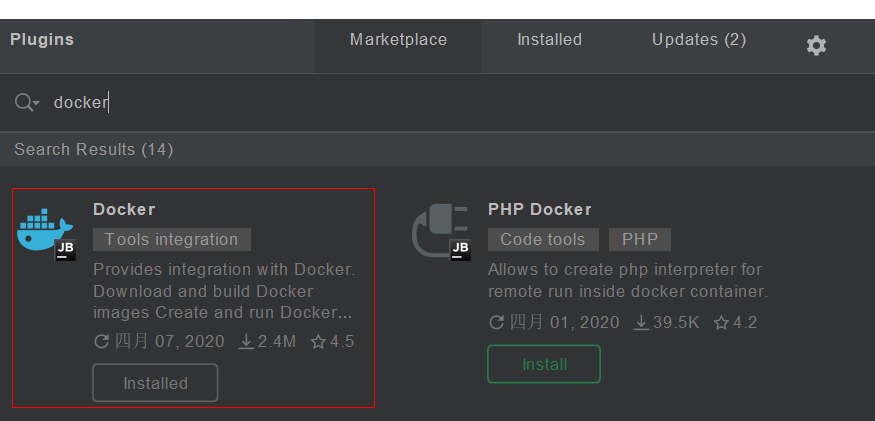 Plugins Marketplace Installed Updates (2)
docker
Search Results (14)
Docker
Tools integration
Provides integration with Docker.
Download and build Docker
images Create and run Docker...
四月 07, 2020 2.4M 4.5
Installed
JB
PHP Docker
Code tools PHP
Allows to create php interpreter for
remote run inside docker container.
四月 01, 2020 39.5K 4.2
Install
JB